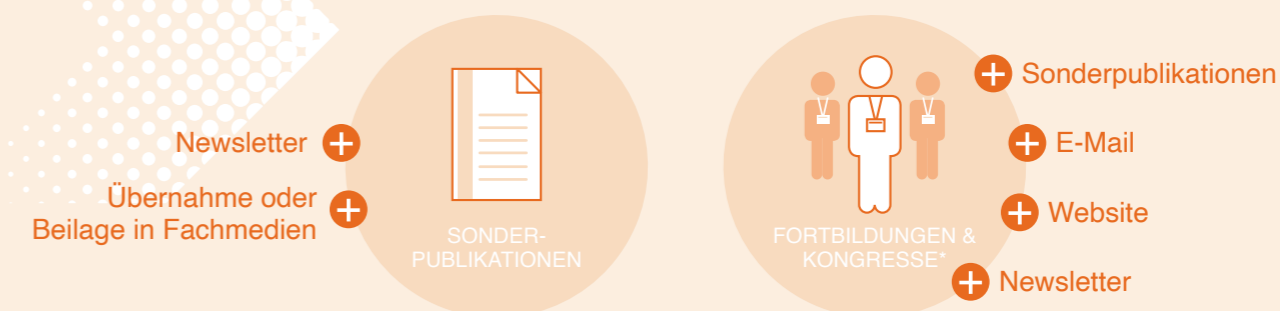 Newsletter
Übernahme oder
Beilage in Fachmedien
SONDER-
PUBLIKATIONEN
FORTBILDUNGEN &
KONGRESSE*
Sonderpublikationen
E-Mail
Website
Newsletter